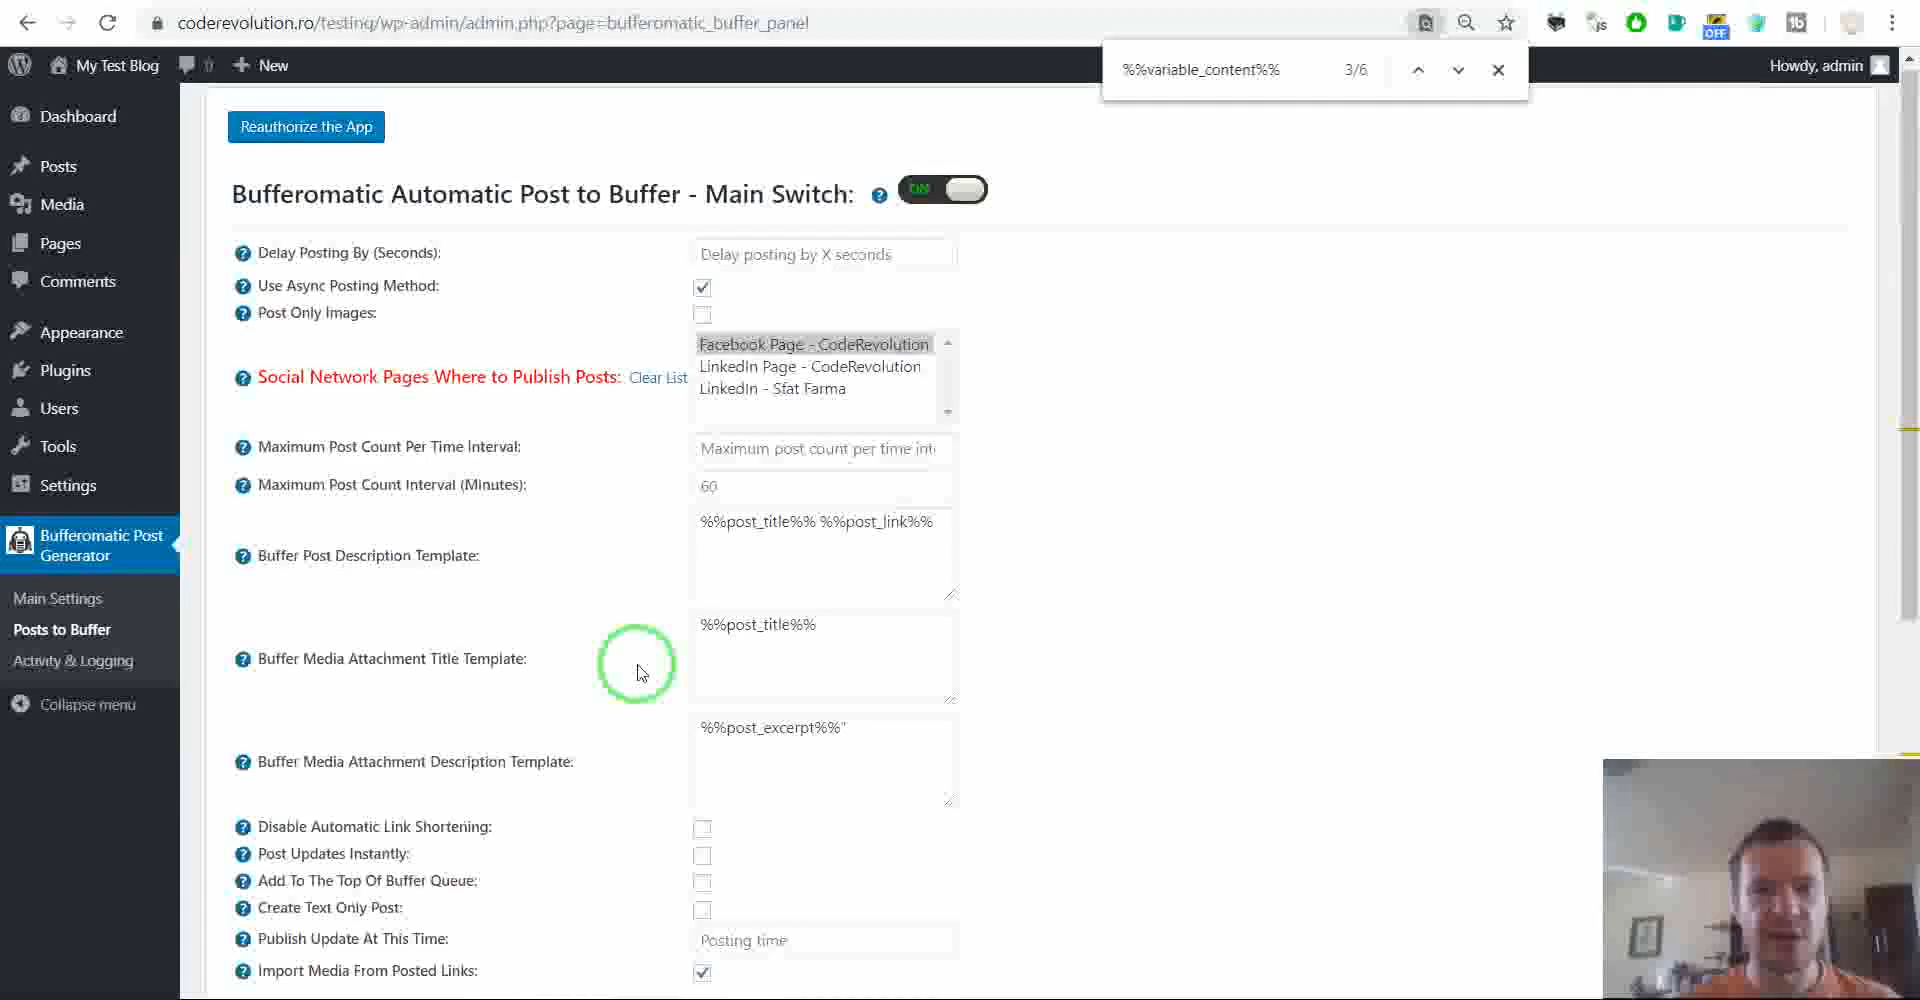 coderevolution.ro/testing/wp-admin/admin.php?page=bufferomatic_buffer_panel
OFF
%%variable_content%% 3/6
My Test Blog 0 New Howdy, admin
Reauthorize the App
Dashboard
Posts
Media
Pages
Comments
Appearance
Plugins
Users
Tools
Settings
Bufferomatic Post
Generator
Main Settings
Posts to Buffer
Activity & Logging
Collapse menu
Bufferomatic Automatic Post to Buffer - Main Switch: ON
Delay Posting By (Seconds): Delay posting by X seconds
Use Async Posting Method:
Post Only Images:
Social Network Pages Where to Publish Posts: Clear List
Facebook Page - CodeRevolution
LinkedIn Page - CodeRevolution
LinkedIn - Sfat Farma
Maximum Post Count Per Time Interval: Maximum post count per time int
Maximum Post Count Interval (Minutes): 60
Buffer Post Description Template: %%post_title%% %%post_link%%
Buffer Media Attachment Title Template: %%post_title%%
Buffer Media Attachment Description Template: %%post_excerpt%%"
Disable Automatic Link Shortening:
Post Updates Instantly:
Add To The Top Of Buffer Queue:
Create Text Only Post:
Publish Update At This Time: Posting time
Import Media From Posted Links: